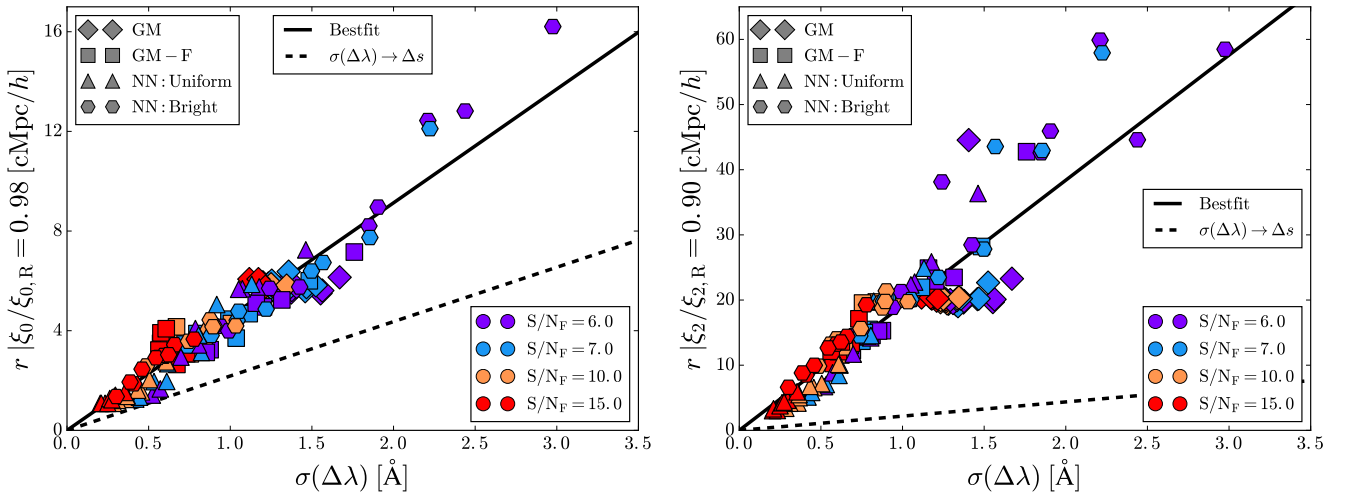 r |ξ₀/ξ₀,R = 0.98 [cMpc/h]
16
12
8
4
0
GM
GM − F
NN : Uniform
NN : Bright
Bestfit
σ(Δλ) → Δs
S/N_F = 6.0
S/N_F = 7.0
S/N_F = 10.0
S/N_F = 15.0
0.0 0.5 1.0 1.5 2.0 2.5 3.0 3.5
σ(Δλ) [Å]
r |ξ₂/ξ₂,R = 0.90 [cMpc/h]
60
50
40
30
20
10
0
GM
GM − F
NN : Uniform
NN : Bright
Bestfit
σ(Δλ) → Δs
S/N_F = 6.0
S/N_F = 7.0
S/N_F = 10.0
S/N_F = 15.0
0.0 0.5 1.0 1.5 2.0 2.5 3.0 3.5
σ(Δλ) [Å]